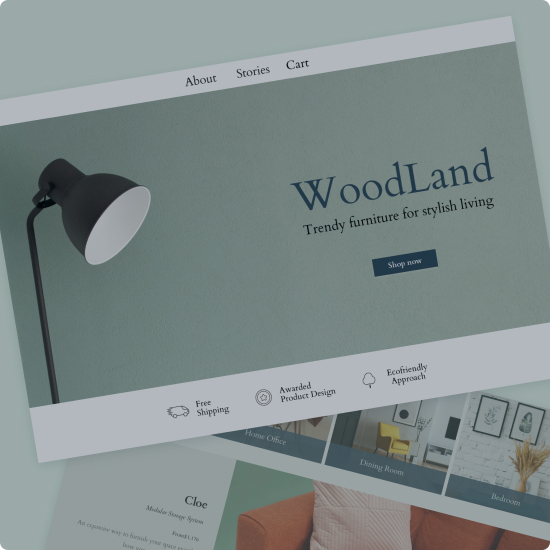 About Stories Cart
WoodLand
Trendy furniture for stylish living
Shop now
Free
Shipping
Awarded
Product Design
Ecofriendly
Approach
Home Office
Dining Room
Bedroom
Cloe
Modular Storage System
An expansive way to furnish your space